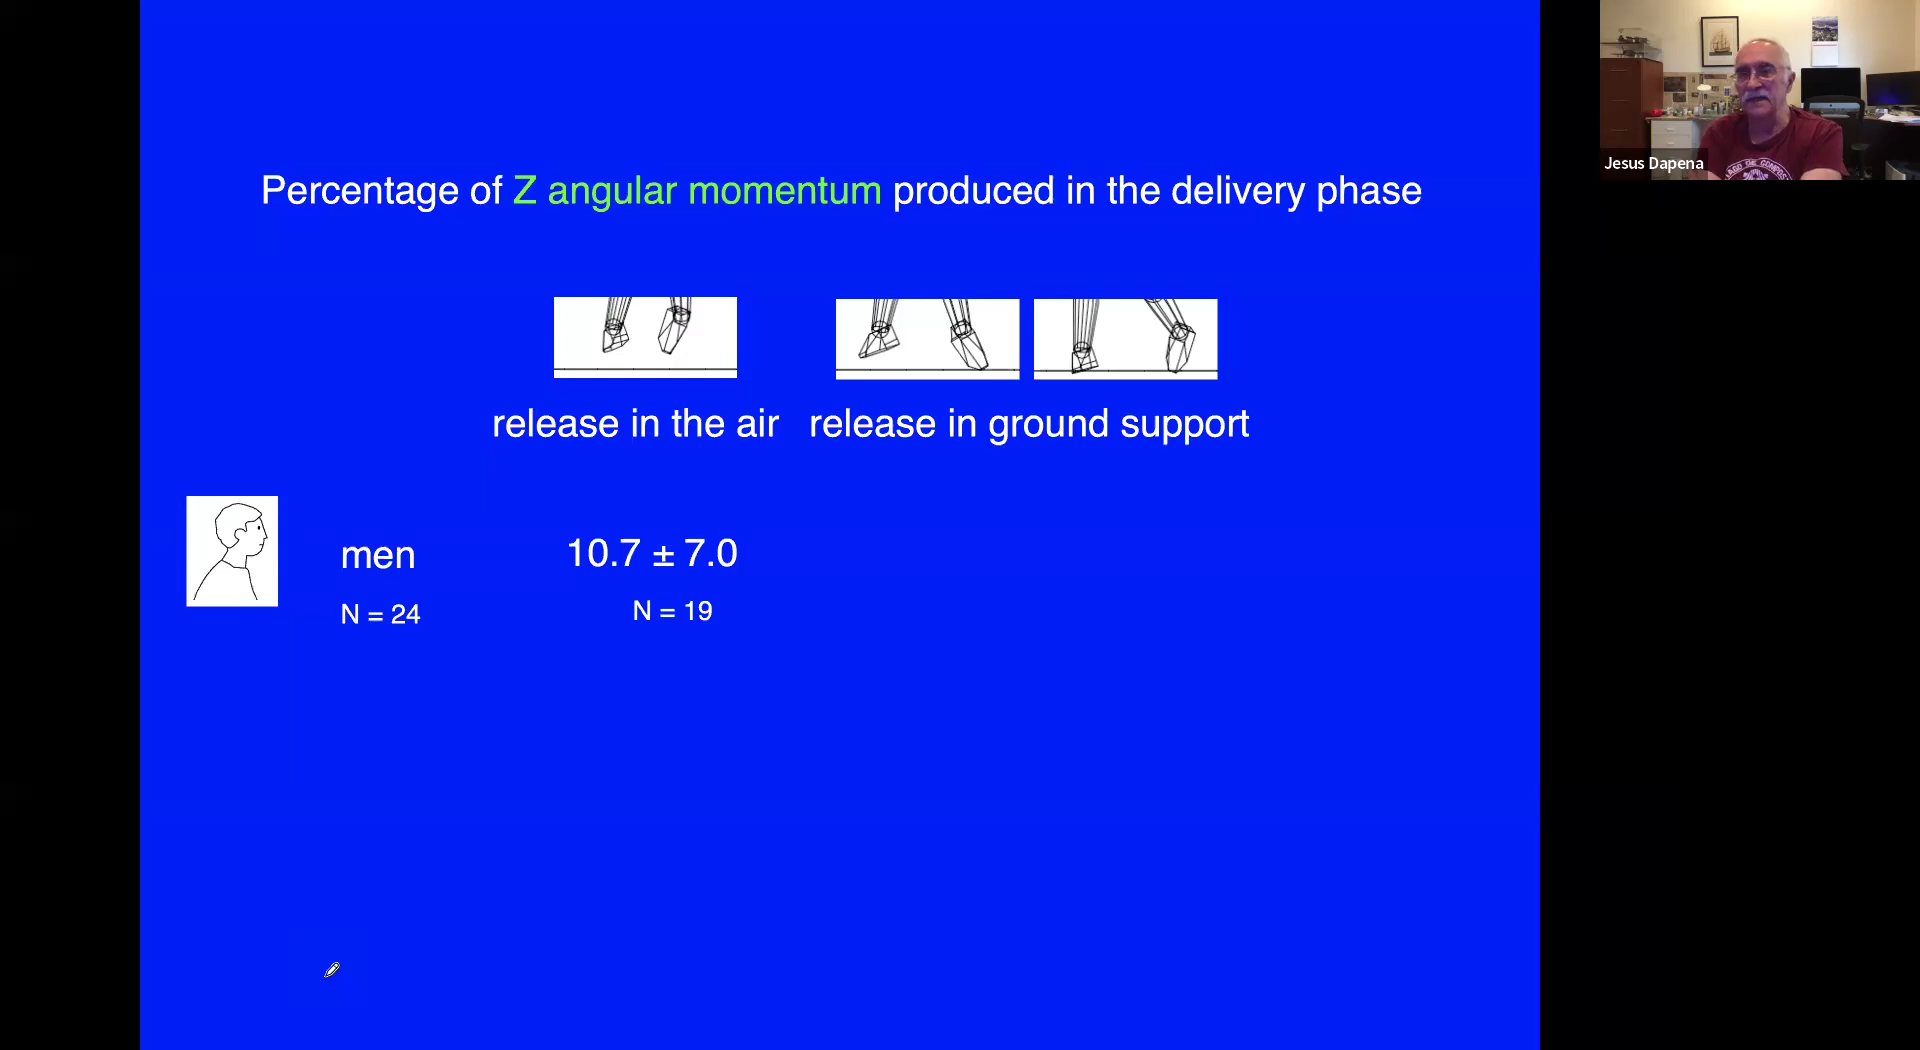 Percentage of Z angular momentum produced in the delivery phase
release in the air release in ground support
men 10.7 ± 7.0
N = 24 N = 19
Jesus Dapena